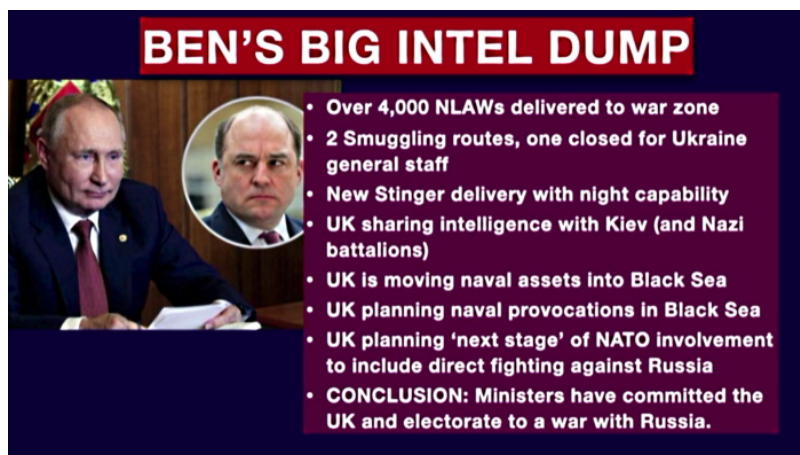 BEN'S BIG INTEL DUMP
• Over 4,000 NLAWs delivered to war zone
• 2 Smuggling routes, one closed for Ukraine
general staff
• New Stinger delivery with night capability
• UK sharing intelligence with Kiev (and Nazi
battalions)
• UK is moving naval assets into Black Sea
• UK planning naval provocations in Black Sea
• UK planning 'next stage' of NATO involvement
to include direct fighting against Russia
• CONCLUSION: Ministers have committed the
UK and electorate to a war with Russia.